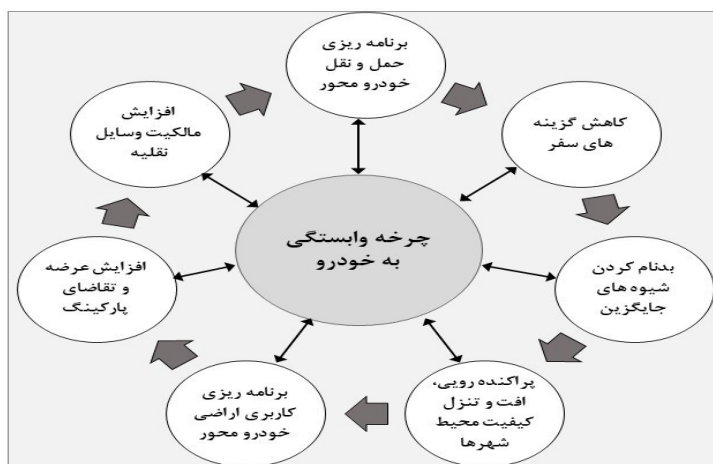 برنامه ریزی
حمل و نقل
خودرو محور
کاهش گزینه
های سفر
بدنام کردن
شیوه های
جایگزین
پراکنده رویی،
افت و تنزل
کیفیت محیط
شهرها
برنامه ریزی
کاربری اراضی
خودرو محور
افزایش عرضه
و تقاضای
پارکینگ
افزایش
مالکیت وسایل
نقلیه
چرخه وابستگی
به خودرو